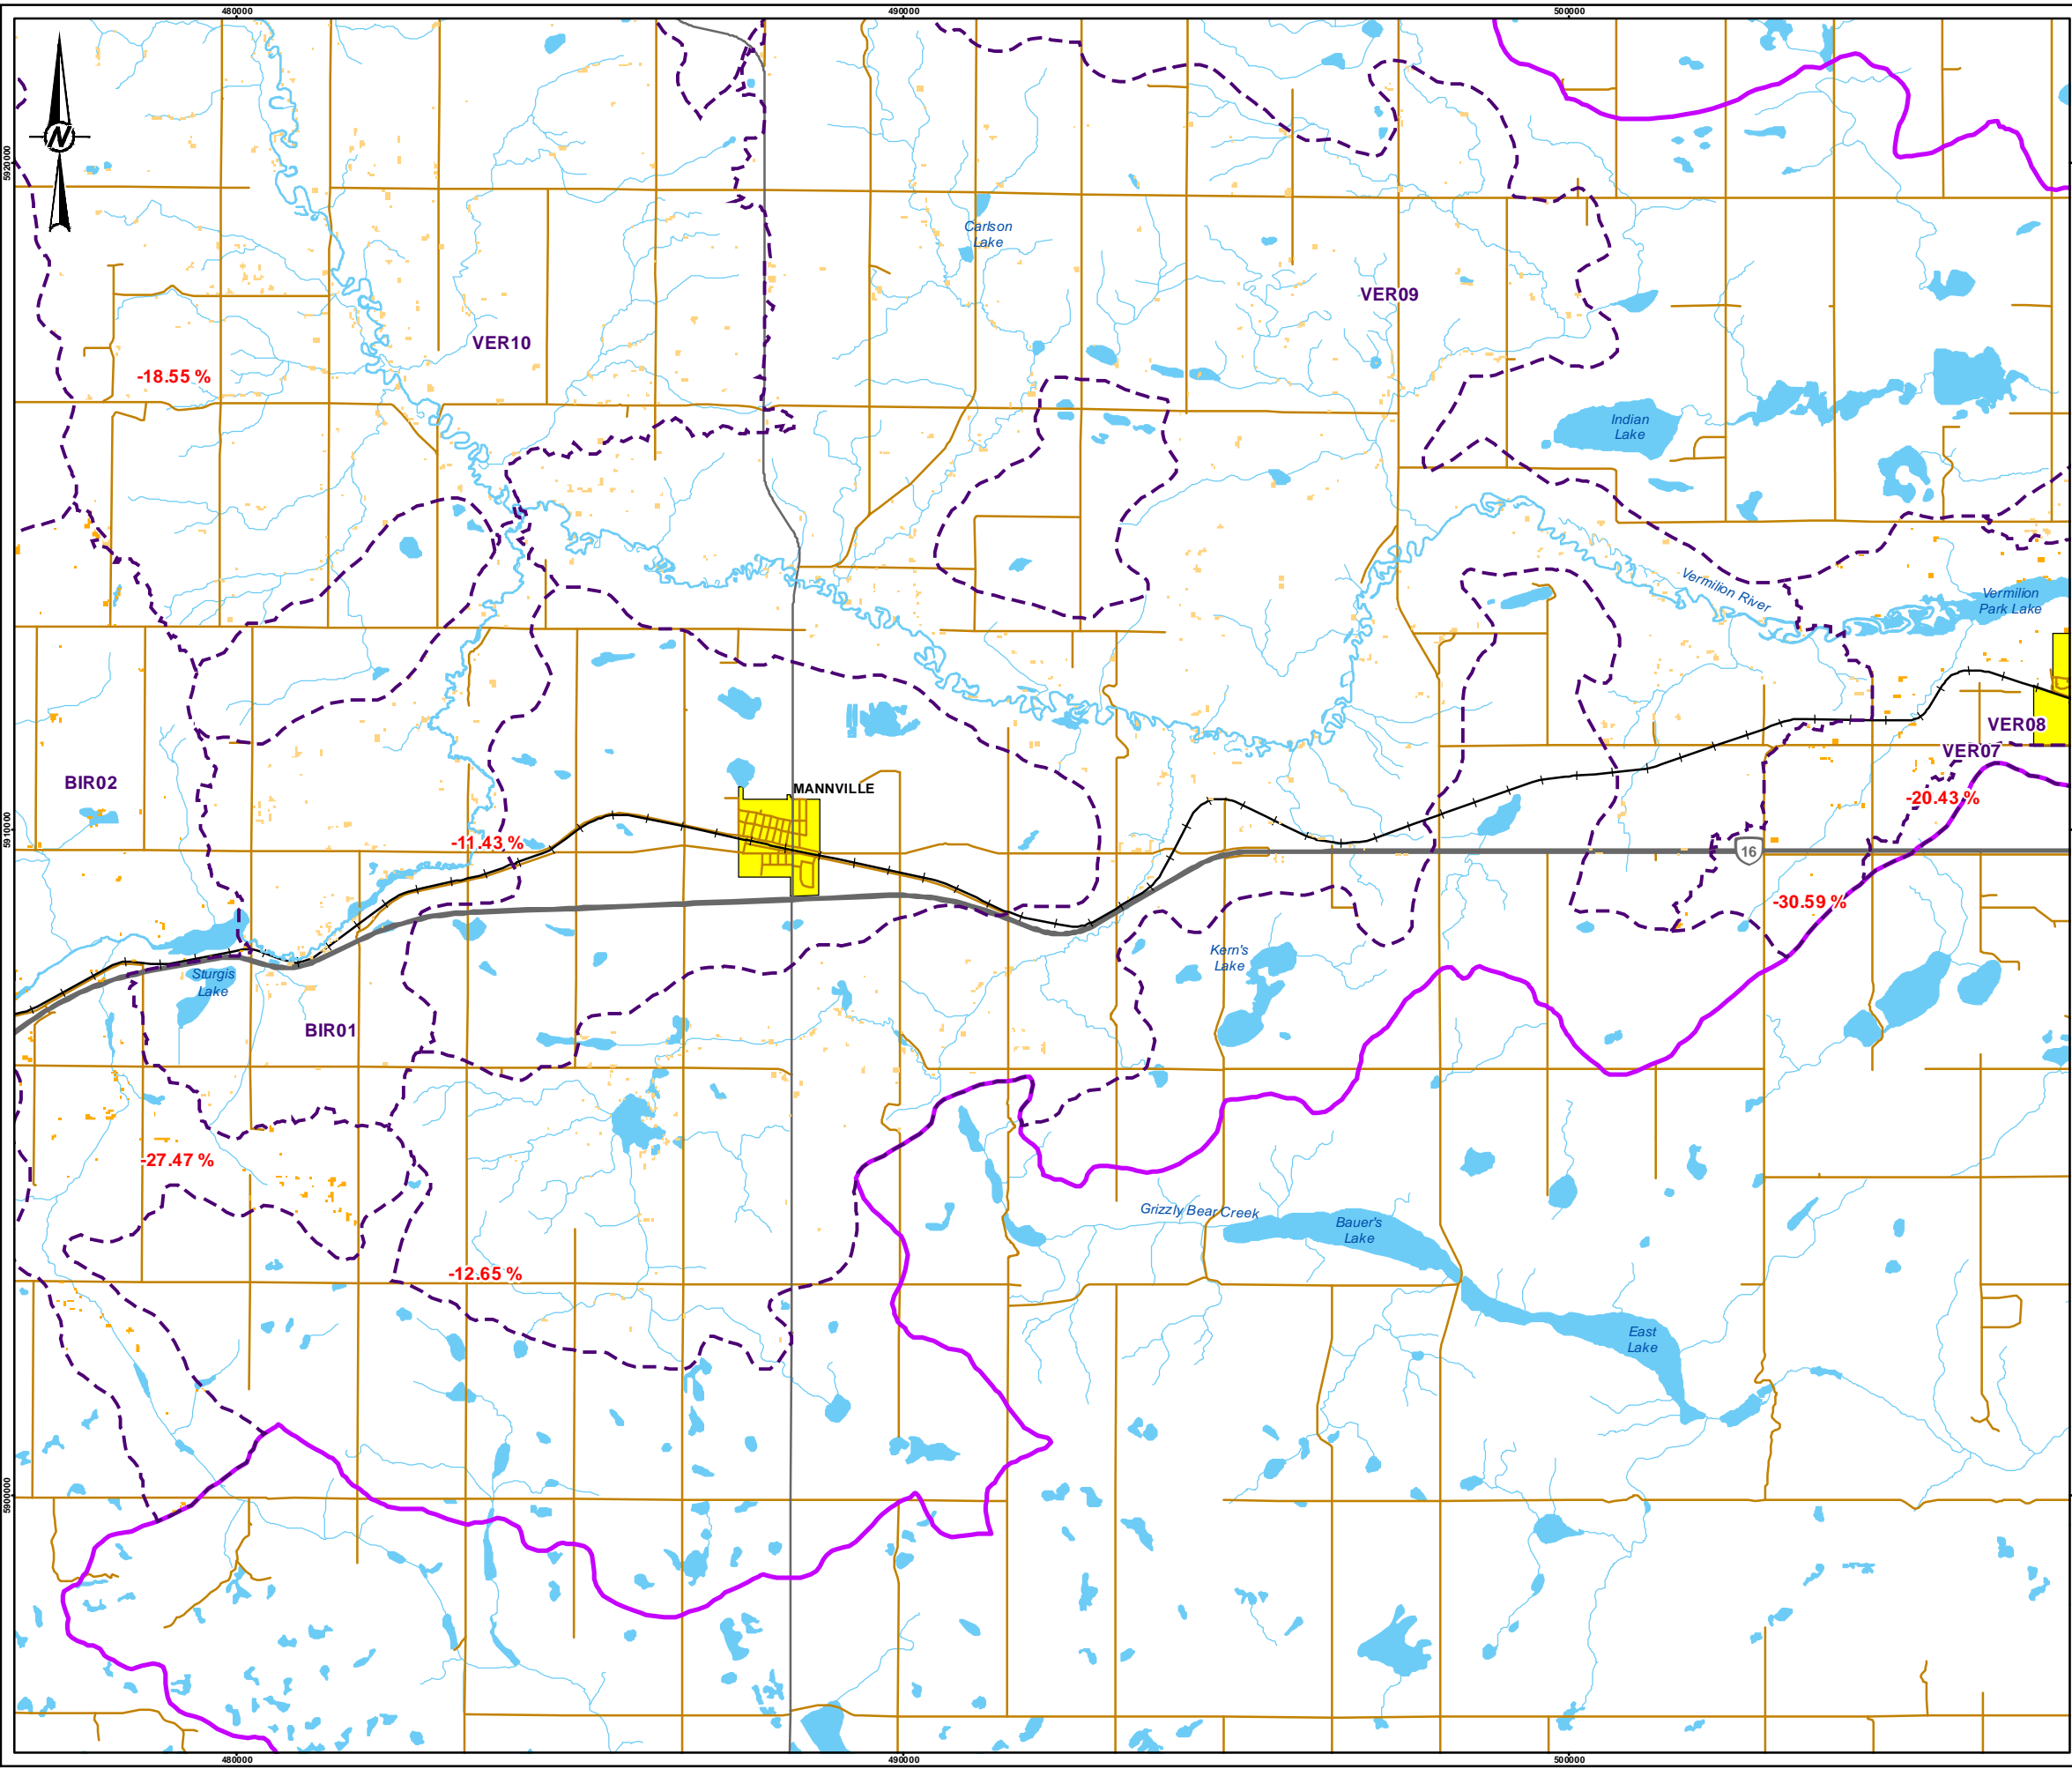 480000
490000
500000
5920000
N
Carlson
Lake
VER09
VER10
-18.55 %
Indian
Lake
Vermilion River
Vermilion
Park Lake
VER08
VER07
BIR02
MANNVILLE
-20.43 %
5910000
-11.43 %
16
-30.59 %
Kern's
Lake
Sturgis
Lake
BIR01
-27.47 %
Grizzly Bear Creek
Bauer's
Lake
-12.65 %
East
Lake
5900000
480000
490000
500000